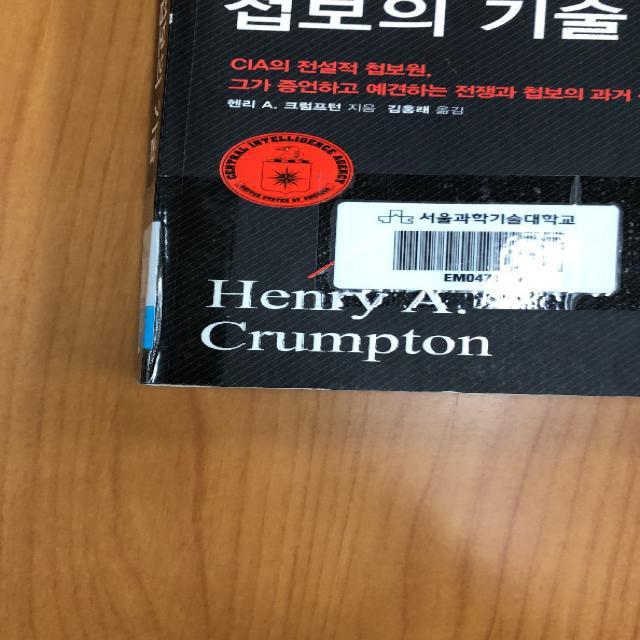 첩보의 기술
CIA의 전설적 첩보원,
그가 증언하고 예견하는 전쟁과 첩보의 과거
헨리 A. 크럼프턴 지음 김홍래 옮김
CENTRAL INTELLIGENCE AGENCY
UNITED STATES OF AMERICA
서울과학기술대학교
Henry A.
Crumpton